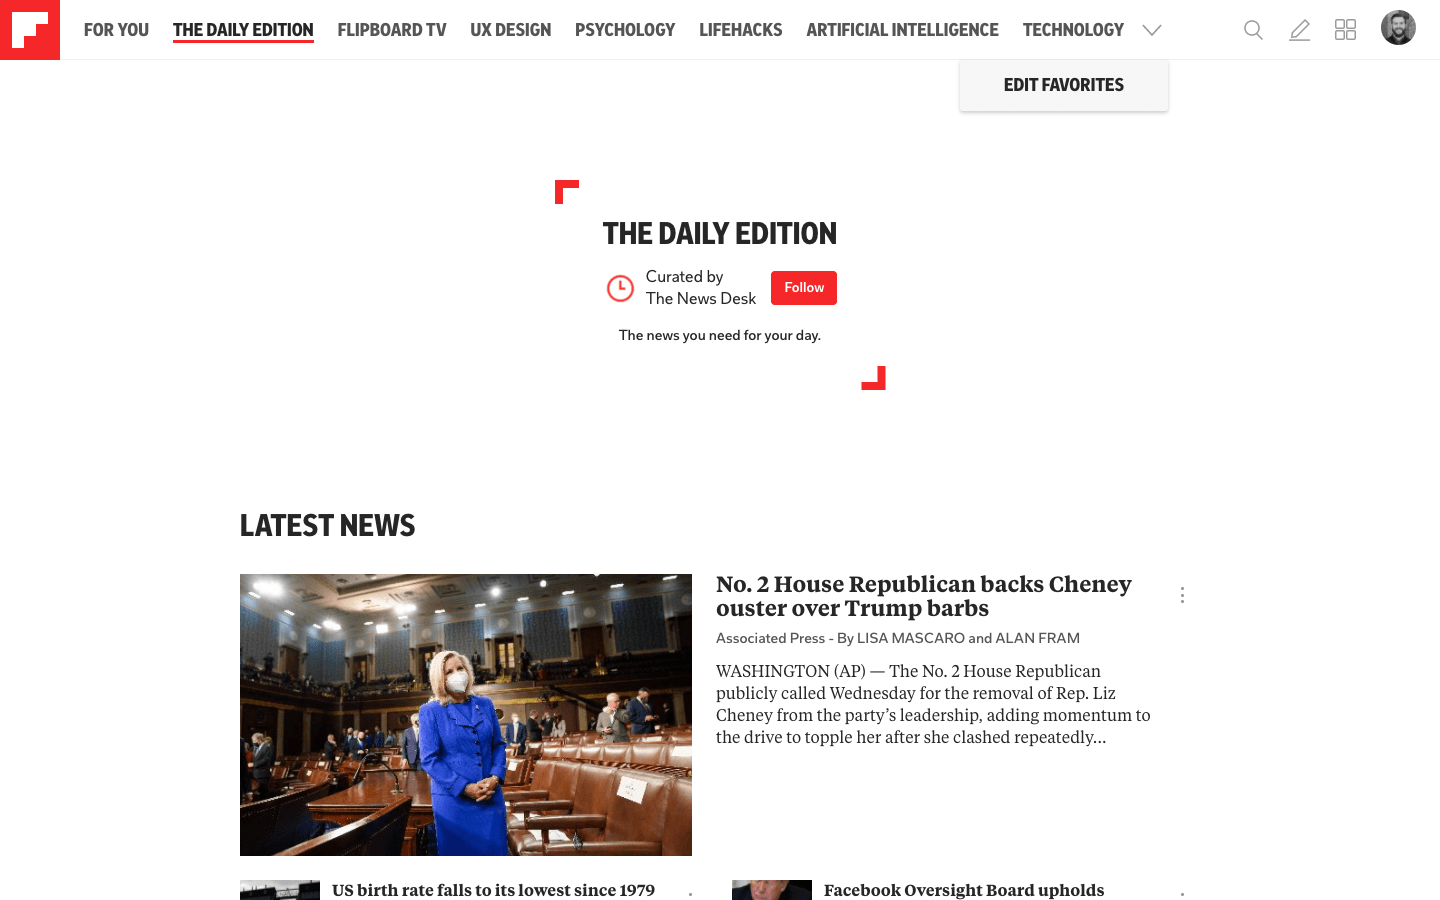 FOR YOU THE DAILY EDITION FLIPBOARD TV UX DESIGN PSYCHOLOGY LIFEHACKS ARTIFICIAL INTELLIGENCE TECHNOLOGY
EDIT FAVORITES
THE DAILY EDITION
Curated by
The News Desk
Follow
The news you need for your day.
LATEST NEWS
No. 2 House Republican backs Cheney
ouster over Trump barbs
Associated Press - By LISA MASCARO and ALAN FRAM
WASHINGTON (AP) — The No. 2 House Republican
publicly called Wednesday for the removal of Rep. Liz
Cheney from the party’s leadership, adding momentum to
the drive to topple her after she clashed repeatedly...
US birth rate falls to its lowest since 1979
Facebook Oversight Board upholds